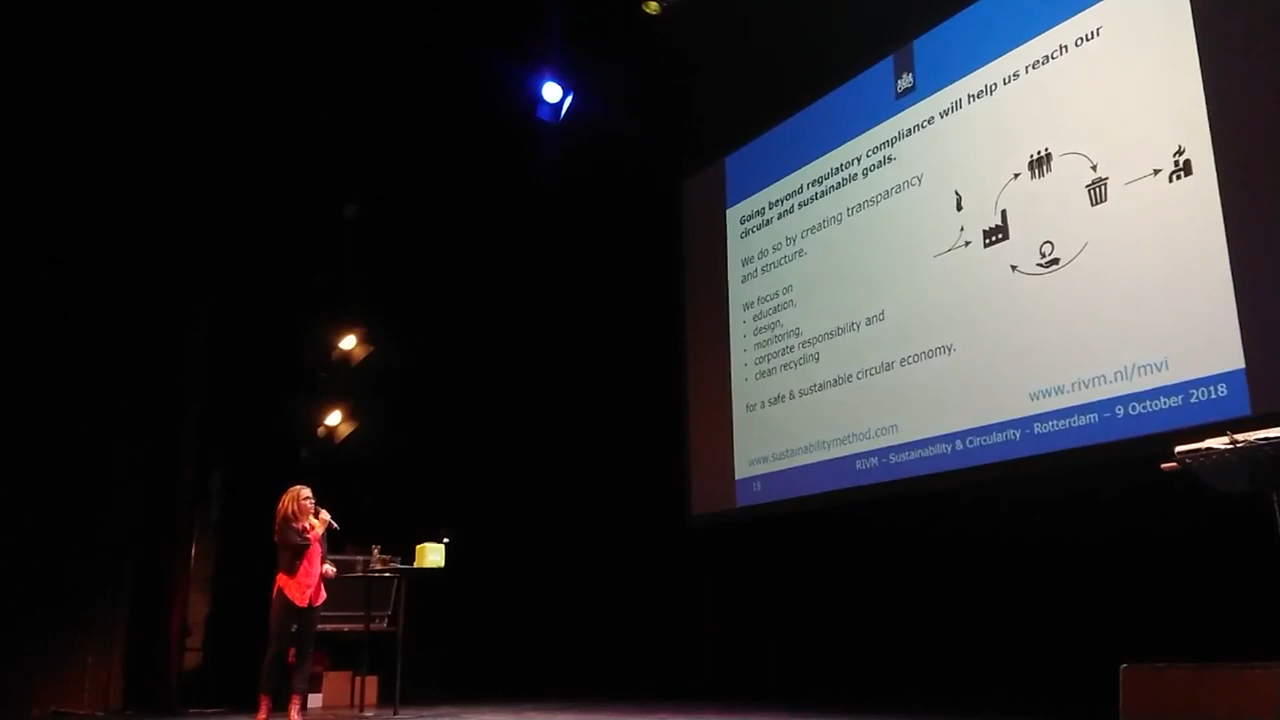 Going beyond regulatory compliance will help us reach our
circular and sustainable goals.
We do so by creating transparancy
and structure.
We focus on
• education,
• design,
• monitoring,
• corporate responsibility and
• clean recycling
for a safe & sustainable circular economy.
www.rivm.nl/mvi
www.sustainabilitymethod.com
RIVM – Sustainability & Circularity - Rotterdam – 9 October 2018
16